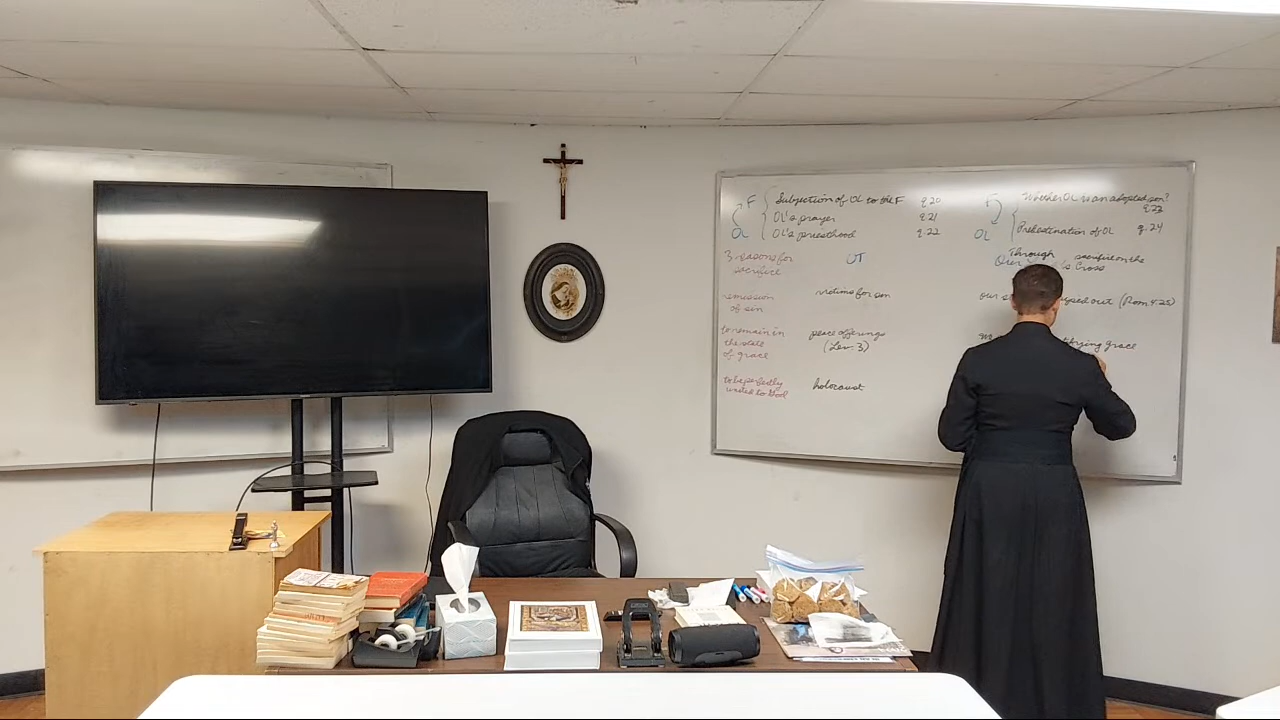 F Subjection of OL to the F q.20
OL's prayer q.21
OL OL's priesthood q.22
F Whether OL is an adopted son?
q.23
OL Predestination of OL q.24
3 reasons for
sacrifice
OT
Through sacrifice on the
Cross
remission
of sin
victims for sin
our out (Rom 4:25)
to remain in
the state
of grace
peace offerings
(Lev. 3)
grace
to be perfectly
united to God
holocaust